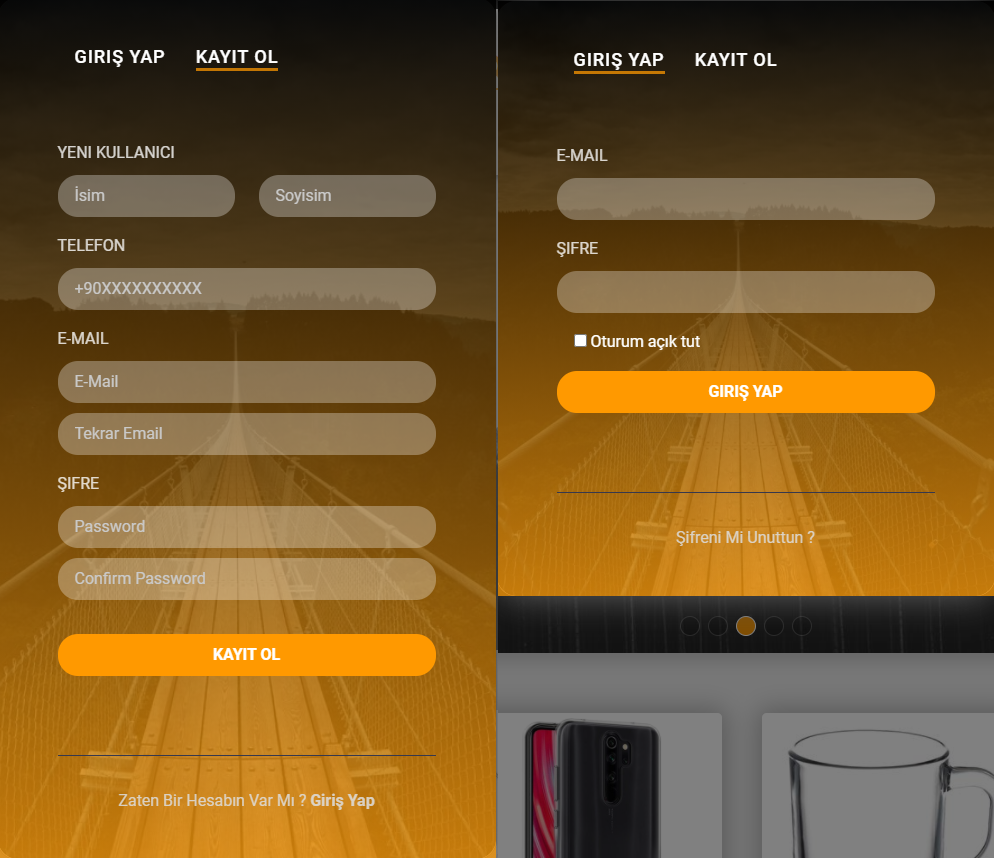 GIRIŞ YAP KAYIT OL
YENI KULLANICI
İsim Soyisim
TELEFON
+90XXXXXXXXXX
E-MAIL
E-Mail
Tekrar Email
ŞIFRE
Password
Confirm Password
KAYIT OL
Zaten Bir Hesabın Var Mı ? Giriş Yap
GIRIŞ YAP KAYIT OL
E-MAIL
ŞIFRE
Oturum açık tut
GIRIŞ YAP
Şifreni Mi Unuttun ?